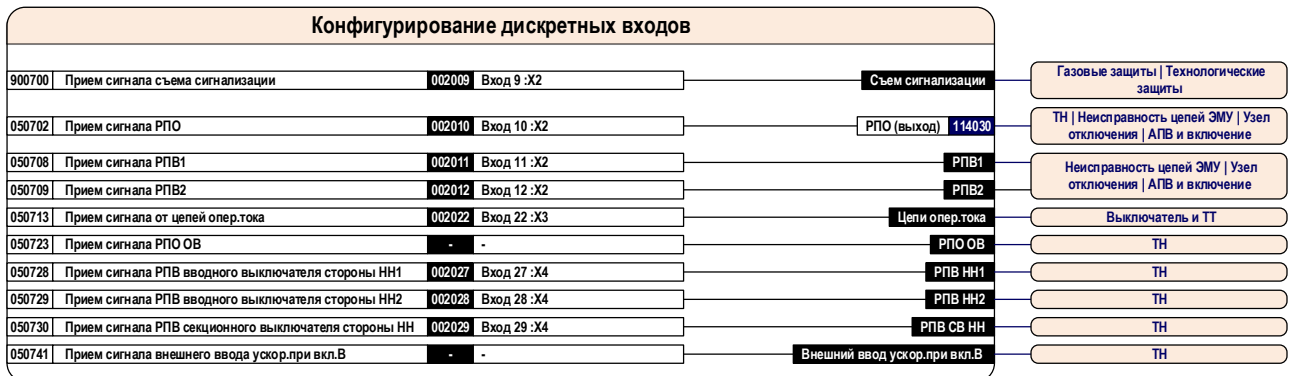 Конфигурирование дискретных входов
900700 Прием сигнала съема сигнализации 002009 Вход 9 :X2 Съем сигнализации Газовые защиты | Технологические
защиты
050702 Прием сигнала РПО 002010 Вход 10 :X2 РПО (выход) 114030 ТН | Неисправность цепей ЭМУ | Узел
отключения | АПВ и включение
050708 Прием сигнала РПВ1 002011 Вход 11 :X2 РПВ1 Неисправность цепей ЭМУ | Узел
отключения | АПВ и включение
050709 Прием сигнала РПВ2 002012 Вход 12 :X2 РПВ2
050713 Прием сигнала от цепей опер.тока 002022 Вход 22 :X3 Цепи опер.тока Выключатель и ТТ
050723 Прием сигнала РПО ОВ - - РПО ОВ ТН
050728 Прием сигнала РПВ вводного выключателя стороны НН1 002027 Вход 27 :X4 РПВ НН1 ТН
050729 Прием сигнала РПВ вводного выключателя стороны НН2 002028 Вход 28 :X4 РПВ НН2 ТН
050730 Прием сигнала РПВ секционного выключателя стороны НН 002029 Вход 29 :X4 РПВ СВ НН ТН
050741 Прием сигнала внешнего ввода ускор.при вкл.В - - Внешний ввод ускор.при вкл.В ТН